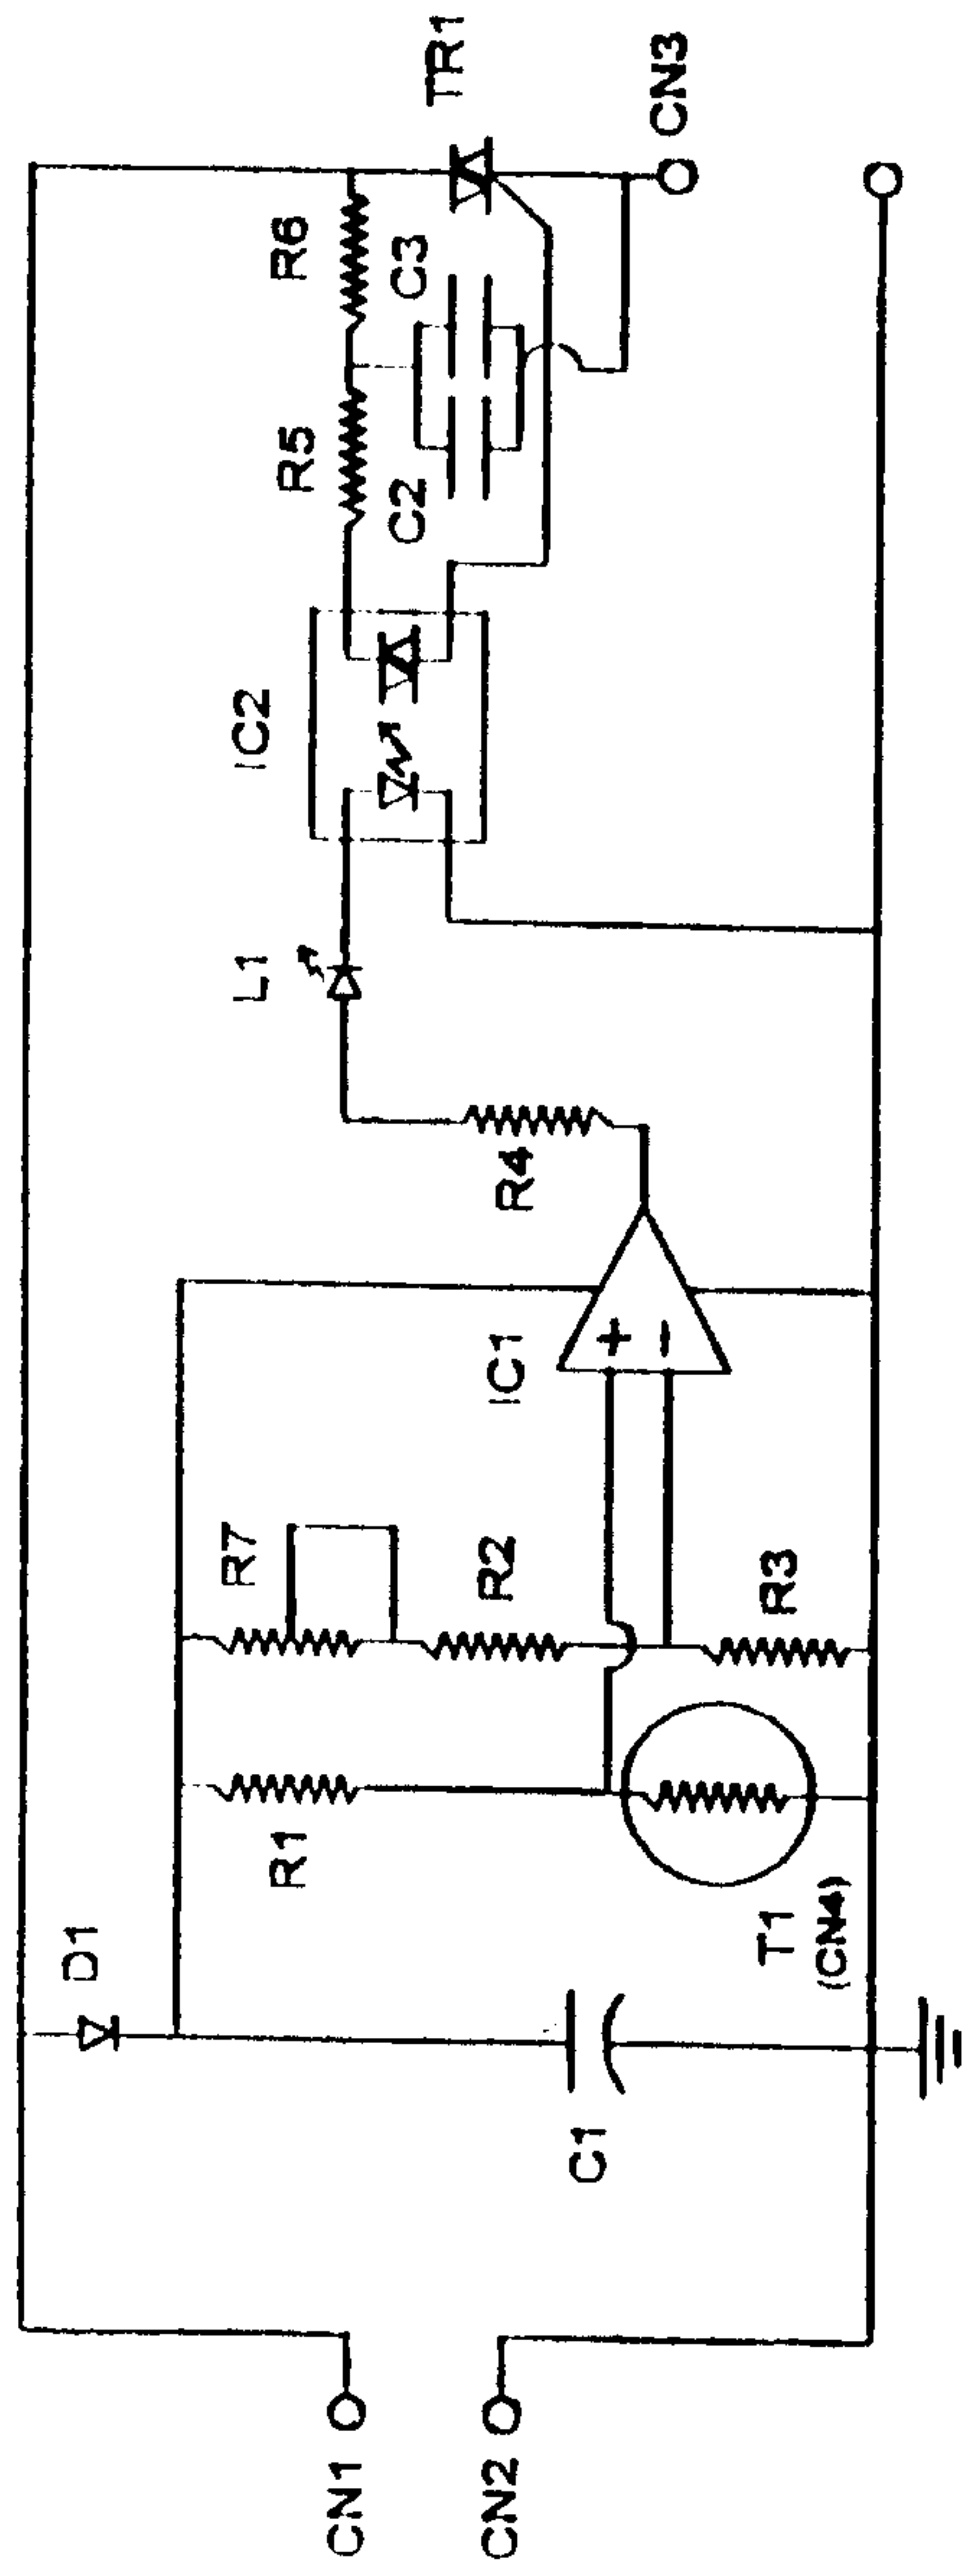 CN1
CN2
D1
C1
R1
T1
(CN4)
R7
R2
R3
IC1
+
−
R4
L1
IC2
R5
R6
C2
C3
TR1
CN3